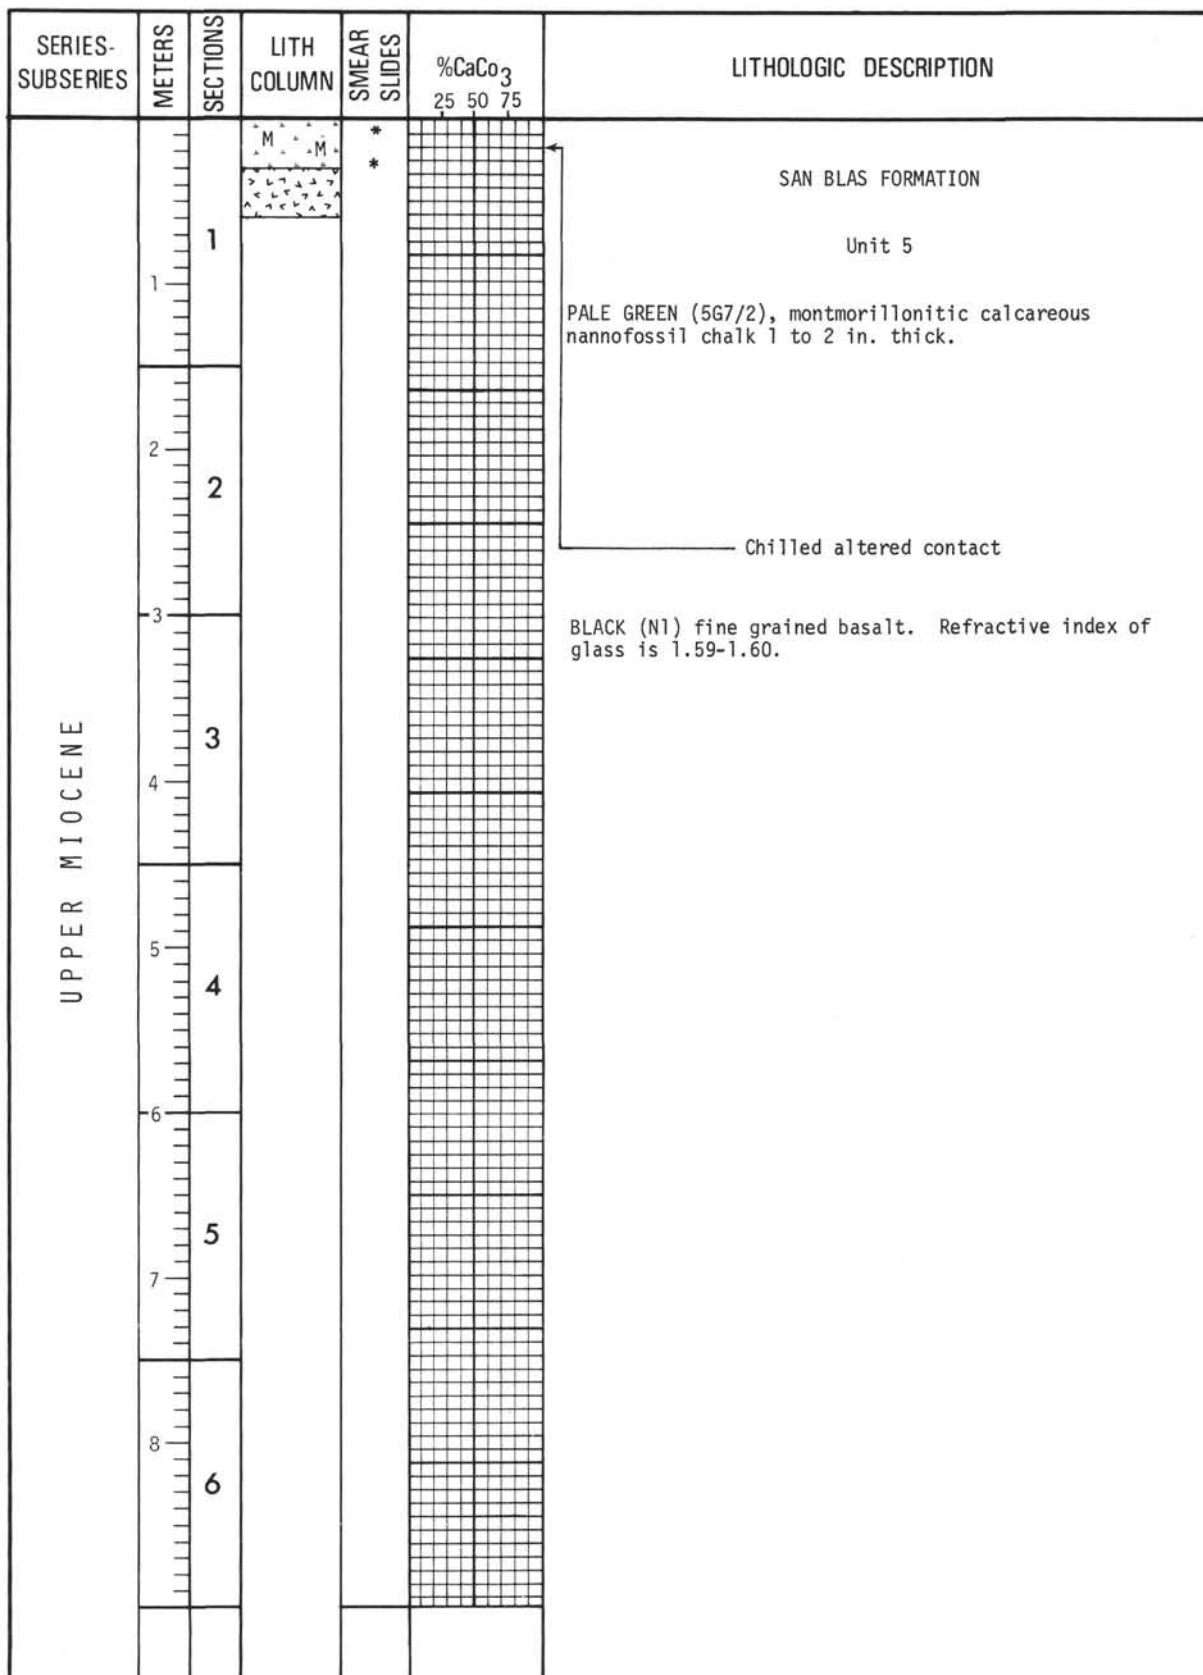 SERIES-
SUBSERIES
METERS
SECTIONS
LITH
COLUMN
SMEAR
SLIDES
%CaCo3
25 50 75
LITHOLOGIC DESCRIPTION
M M
*
*
SAN BLAS FORMATION
Unit 5
1
1
PALE GREEN (5G7/2), montmorillonitic calcareous
nannofossil chalk 1 to 2 in. thick.
2
2
Chilled altered contact
3
BLACK (N1) fine grained basalt. Refractive index of
glass is 1.59-1.60.
UPPER MIOCENE
3
4
5
4
6
5
7
8
6